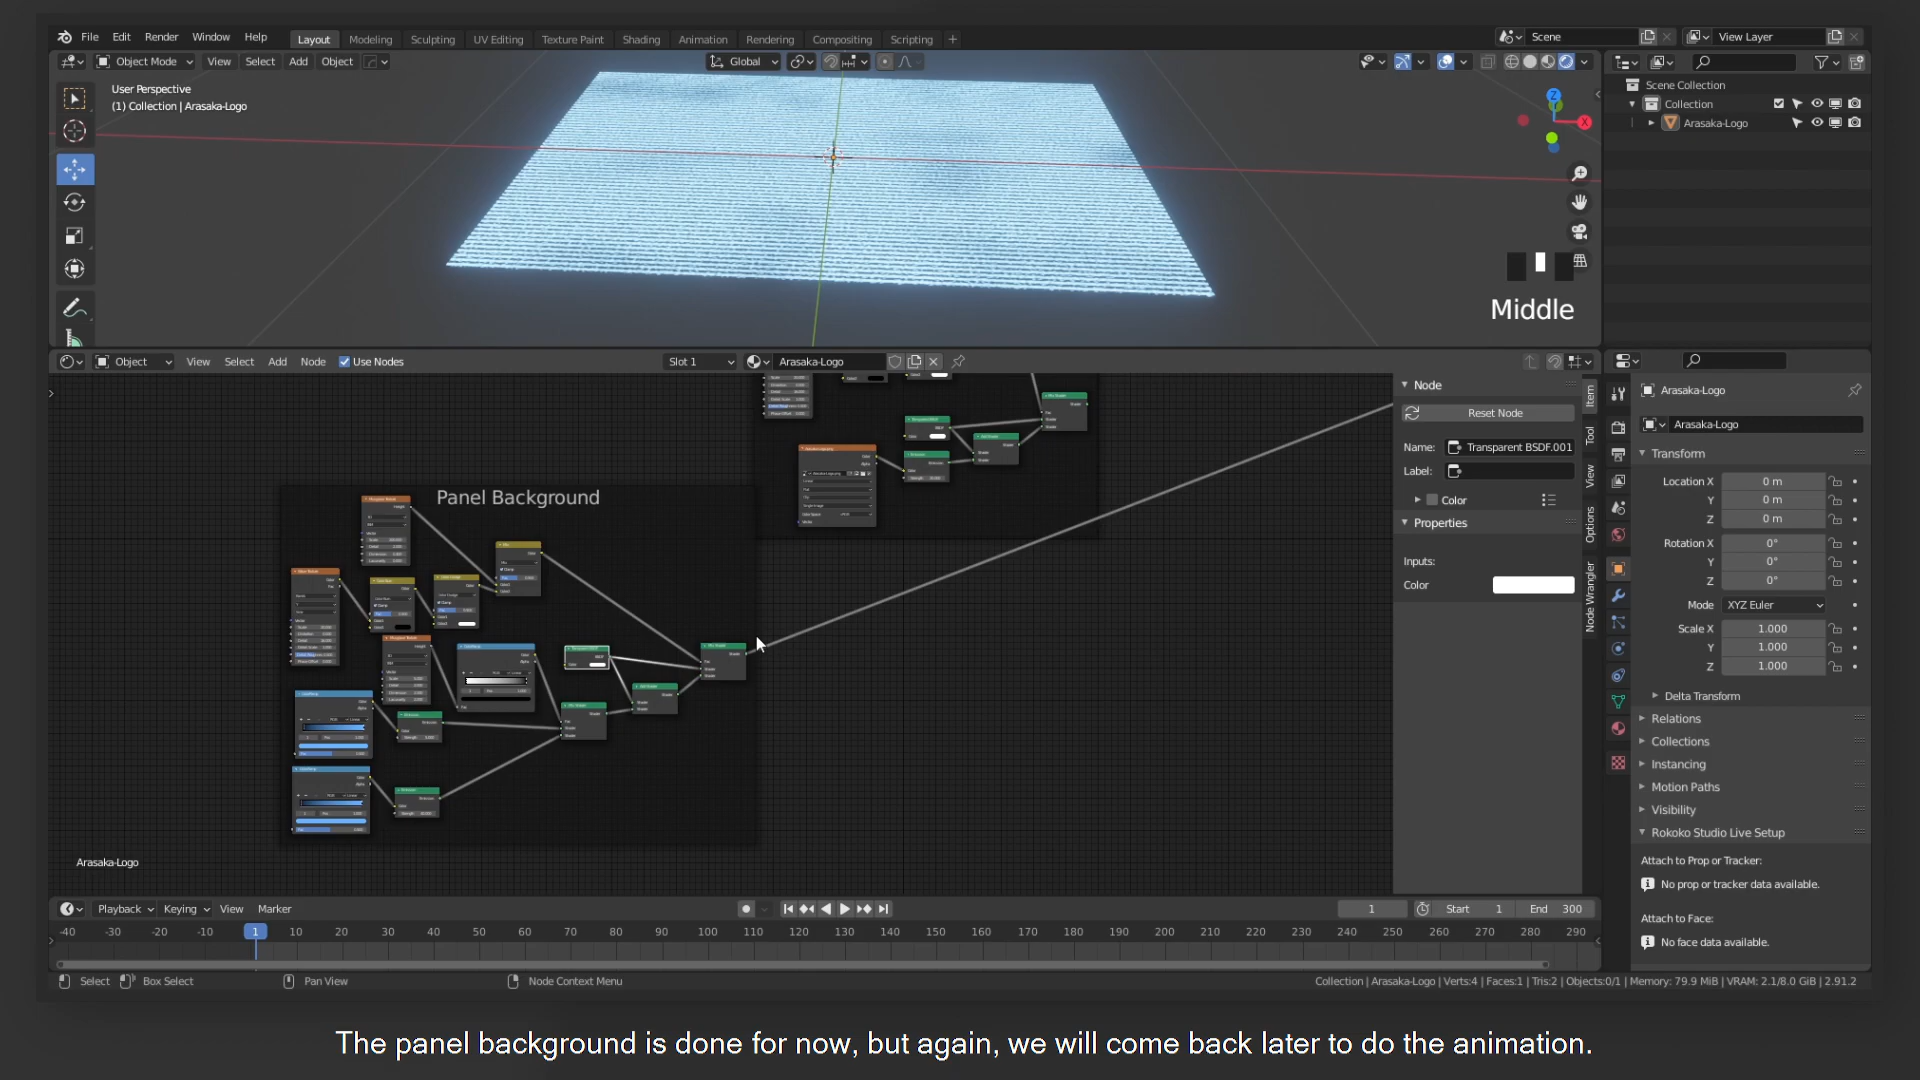 File Edit Render Window Help
Layout Modeling Sculpting UV Editing Texture Paint Shading Animation Rendering Compositing Scripting +
Scene
View Layer
Object Mode View Select Add Object
Global
User Perspective
(1) Collection | Arasaka-Logo
Z
X
Middle
Scene Collection
Collection
Arasaka-Logo
Object View Select Add Node Use Nodes
Slot 1
Arasaka-Logo
Panel Background
Arasaka-Logo
Node
Reset Node
Name: Transparent BSDF.001
Label:
Color
Properties
Inputs:
Color
Item
Tool
View
Options
Node Wrangler
Arasaka-Logo
Arasaka-Logo
Transform
Location X 0 m
Y 0 m
Z 0 m
Rotation X 0°
Y 0°
Z 0°
Mode XYZ Euler
Scale X 1.000
Y 1.000
Z 1.000
Delta Transform
Relations
Collections
Instancing
Motion Paths
Visibility
Rokoko Studio Live Setup
Attach to Prop or Tracker:
No prop or tracker data available.
Attach to Face:
No face data available.
Playback Keying View Marker
1 Start 1 End 300
-40 -30 -20 -10 1 10 20 30 40 50 60 70 80 90 100 110 120 130 140 150 160 170 180 190 200 210 220 230 240 250 260 270 280 290
Select Box Select Pan View Node Context Menu
Collection | Arasaka-Logo | Verts:4 | Faces:1 | Tris:2 | Objects:0/1 | Memory: 79.9 MiB | VRAM: 2.1/8.0 GiB | 2.91.2
The panel background is done for now, but again, we will come back later to do the animation.